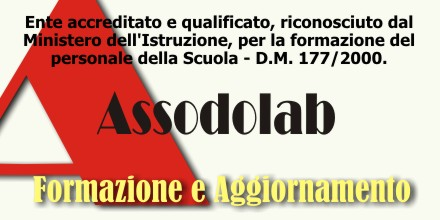 Ente accreditato e qualificato, riconosciuto dal
Ministero dell'Istruzione, per la formazione del
personale della Scuola - D.M. 177/2000.
Assodolab
Formazione e Aggiornamento